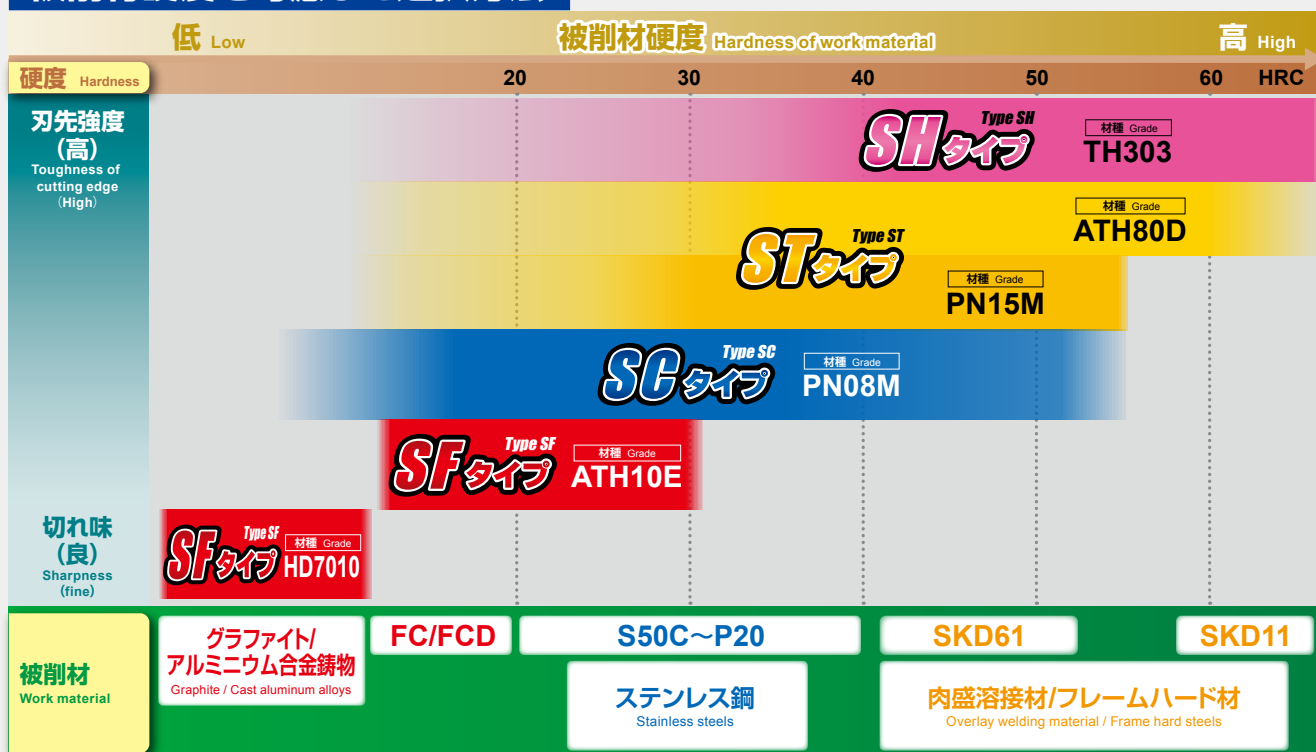 低 Low 被削材硬度 Hardness of work material 高 High
硬度 Hardness 20 30 40 50 60 HRC
刃先強度
(高)
Toughness of
cutting edge
(High)
SHタイプ Type SH
材種 Grade
TH303
STタイプ Type ST
材種 Grade
ATH80D
材種 Grade
PN15M
SCタイプ Type SC
材種 Grade
PN08M
SFタイプ Type SF
材種 Grade
ATH10E
切れ味
(良)
Sharpness
(fine)
SFタイプ Type SF
材種 Grade
HD7010
被削材
Work material
グラファイト/
アルミニウム合金鋳物
Graphite / Cast aluminum alloys
FC/FCD
S50C～P20
SKD61
SKD11
ステンレス鋼
Stainless steels
肉盛溶接材/フレームハード材
Overlay welding material / Frame hard steels